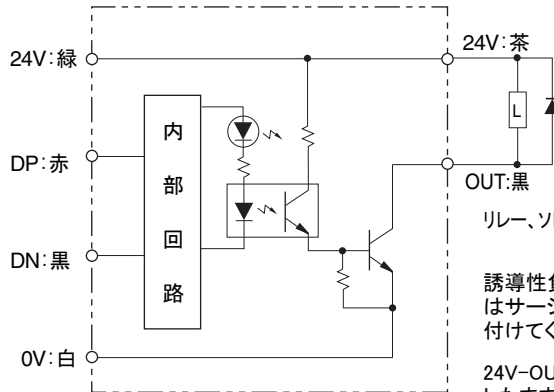 24V:緑
DP:赤
DN:黒
0V:白
内部回路
24V:茶
L
OUT:黒
リレー、ソ
誘導性
はサージ
付けてく
24V-OU